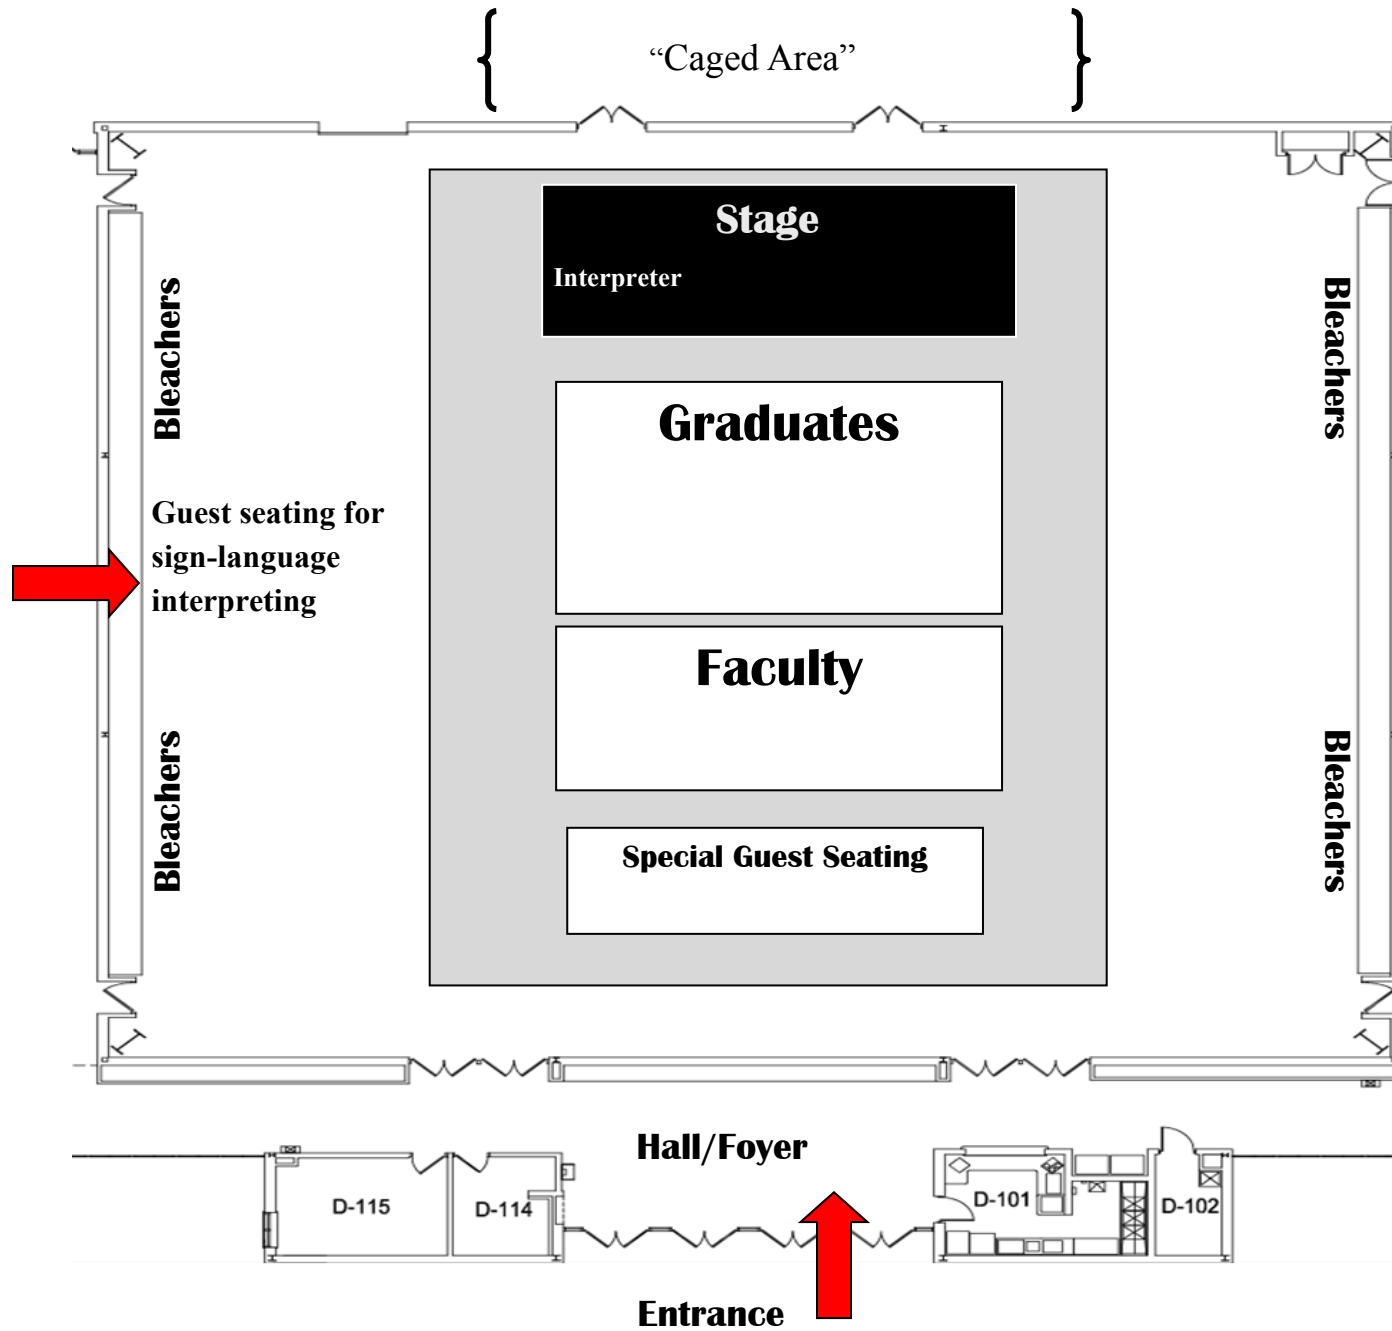 “Caged Area”
Stage
Interpreter
Bleachers
Bleachers
Graduates
Guest seating for
sign-language
interpreting
Faculty
Bleachers
Bleachers
Special Guest Seating
Hall/Foyer
D-115
D-114
D-101
D-102
Entrance